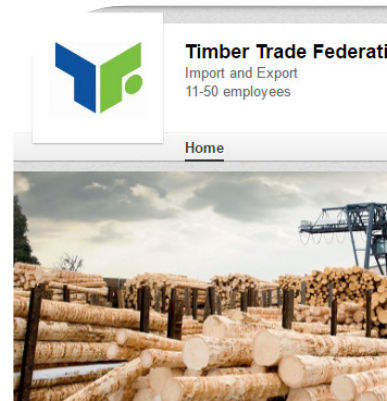 Timber Trade Federati
Import and Export
11-50 employees
Home